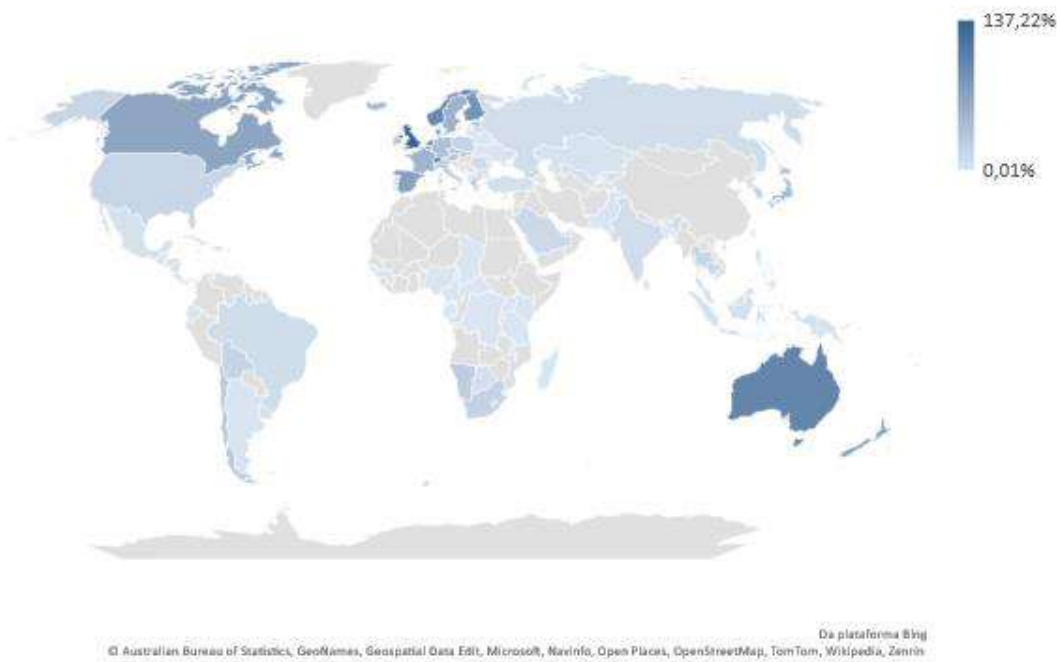 137,22%
0,01%
Da plataforma Bing
© Australian Bureau of Statistics, GeoNames, Geospatial Data Edit, Microsoft, Navinfo, Open Places, OpenStreetMap, TomTom, Wikipedia, Zenrin